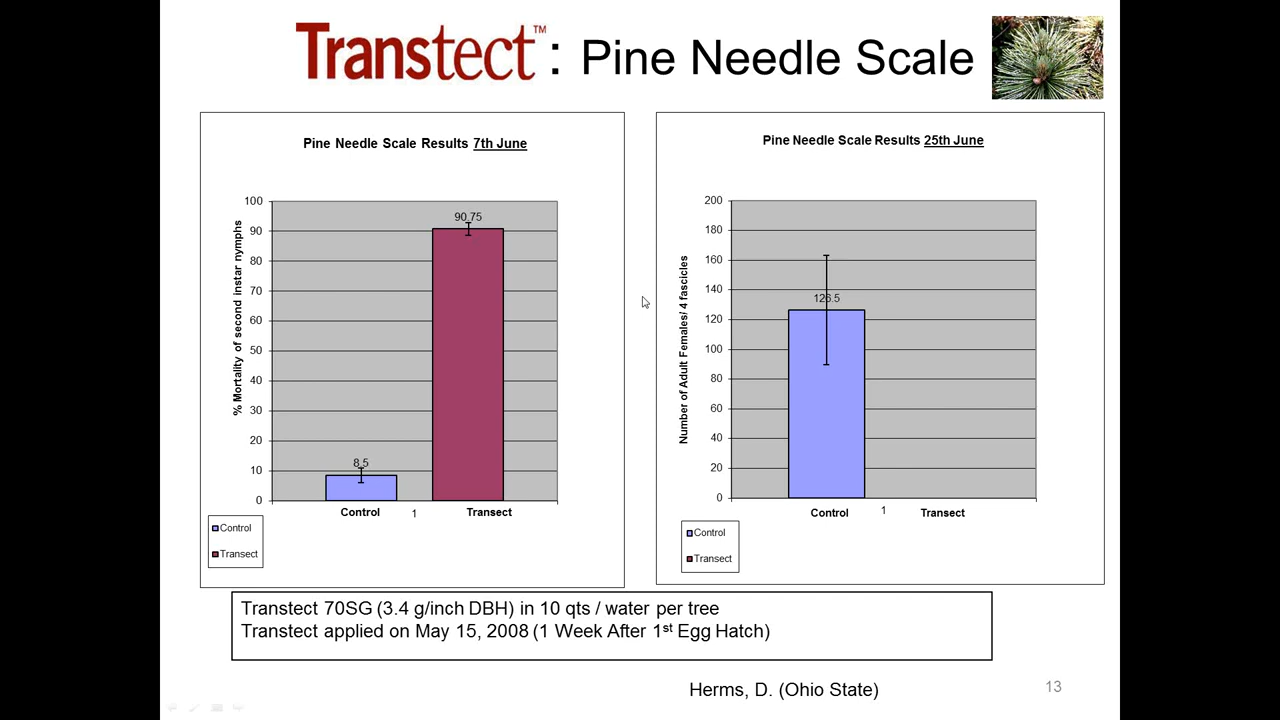 Transtect™: Pine Needle Scale
Pine Needle Scale Results 7th June
% Mortality of second instar nymphs
100
90
80
70
60
50
40
30
20
10
0
8.5
90.75
Control 1 Transect
Control
Transect
Pine Needle Scale Results 25th June
Number of Adult Females/ 4 fascicles
200
180
160
140
120
100
80
60
40
20
0
126.5
Control 1 Transect
Control
Transect
Transtect 70SG (3.4 g/inch DBH) in 10 qts / water per tree
Transtect applied on May 15, 2008 (1 Week After 1st Egg Hatch)
Herms, D. (Ohio State)
13